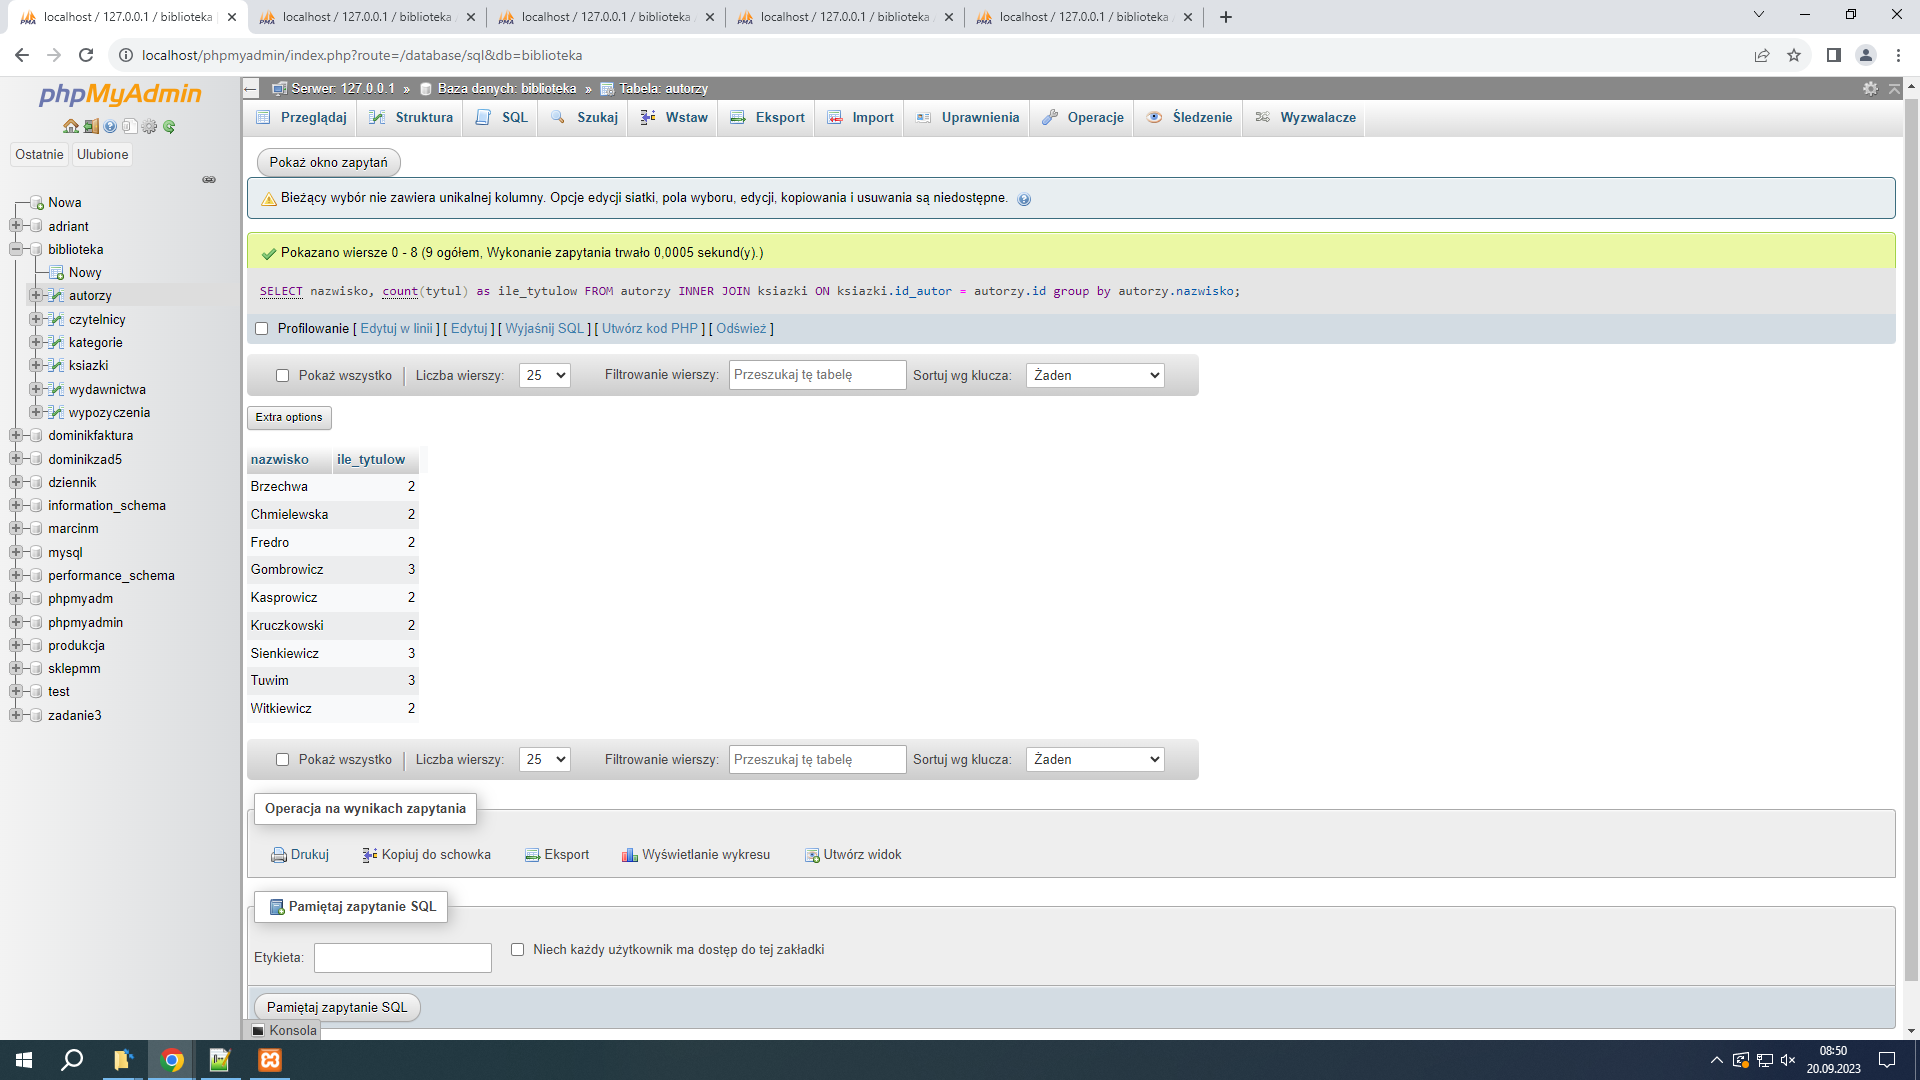 localhost / 127.0.0.1 / biblioteka
localhost / 127.0.0.1 / biblioteka
localhost / 127.0.0.1 / biblioteka
localhost / 127.0.0.1 / biblioteka
localhost / 127.0.0.1 / biblioteka
localhost/phpmyadmin/index.php?route=/database/sql&db=biblioteka
phpMyAdmin
Ostatnie Ulubione
Nowa
adriant
biblioteka
Nowy
autorzy
czytelnicy
kategorie
ksiazki
wydawnictwa
wypozyczenia
dominikfaktura
dominikzad5
dziennik
information_schema
marcinm
mysql
performance_schema
phpmyadm
phpmyadmin
produkcja
sklepmm
test
zadanie3
Serwer: 127.0.0.1 » Baza danych: biblioteka » Tabela: autorzy
Przeglądaj Struktura SQL Szukaj Wstaw Eksport Import Uprawnienia Operacje Śledzenie Wyzwalacze
Pokaż okno zapytań
Bieżący wybór nie zawiera unikalnej kolumny. Opcje edycji siatki, pola wyboru, edycji, kopiowania i usuwania są niedostępne.
Pokazano wiersze 0 - 8 (9 ogółem, Wykonanie zapytania trwało 0,0005 sekund(y).)
SELECT nazwisko, count(tytul) as ile_tytulow FROM autorzy INNER JOIN ksiazki ON ksiazki.id_autor = autorzy.id group by autorzy.nazwisko;
Profilowanie [ Edytuj w linii ] [ Edytuj ] [ Wyjaśnij SQL ] [ Utwórz kod PHP ] [ Odśwież ]
Pokaż wszystko | Liczba wierszy: 25 Filtrowanie wierszy: Przeszukaj tę tabelę Sortuj wg klucza: Żaden
Extra options
nazwisko ile_tytulow
Brzechwa 2
Chmielewska 2
Fredro 2
Gombrowicz 3
Kasprowicz 2
Kruczkowski 2
Sienkiewicz 3
Tuwim 3
Witkiewicz 2
Pokaż wszystko | Liczba wierszy: 25 Filtrowanie wierszy: Przeszukaj tę tabelę Sortuj wg klucza: Żaden
Operacja na wynikach zapytania
Drukuj Kopiuj do schowka Eksport Wyświetlanie wykresu Utwórz widok
Pamiętaj zapytanie SQL
Etykieta: Niech każdy użytkownik ma dostęp do tej zakładki
Pamiętaj zapytanie SQL
Konsola
08:50
20.09.2023